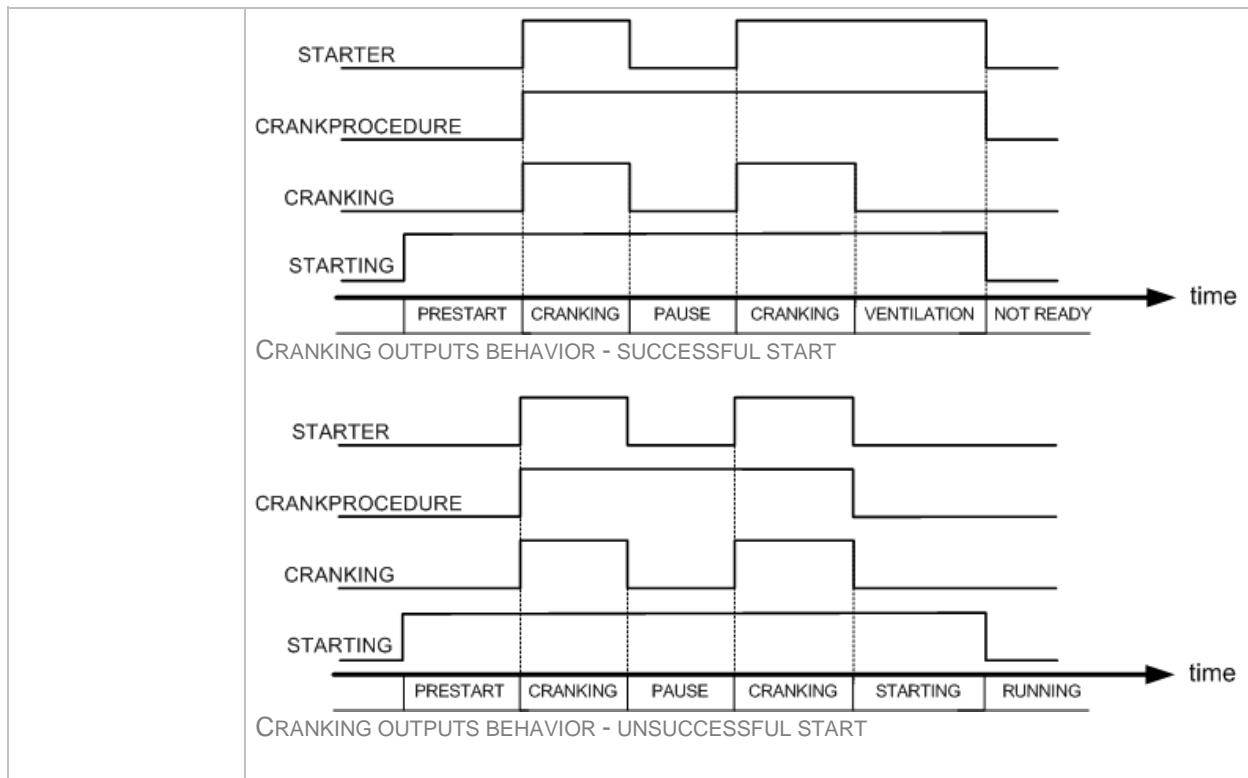 STARTER
CRANKPROCEDURE
CRANKING
STARTING
time
PRESTART CRANKING PAUSE CRANKING VENTILATION NOT READY
CRANKING OUTPUTS BEHAVIOR - SUCCESSFUL START
STARTER
CRANKPROCEDURE
CRANKING
STARTING
time
PRESTART CRANKING PAUSE CRANKING STARTING RUNNING
CRANKING OUTPUTS BEHAVIOR - UNSUCCESSFUL START